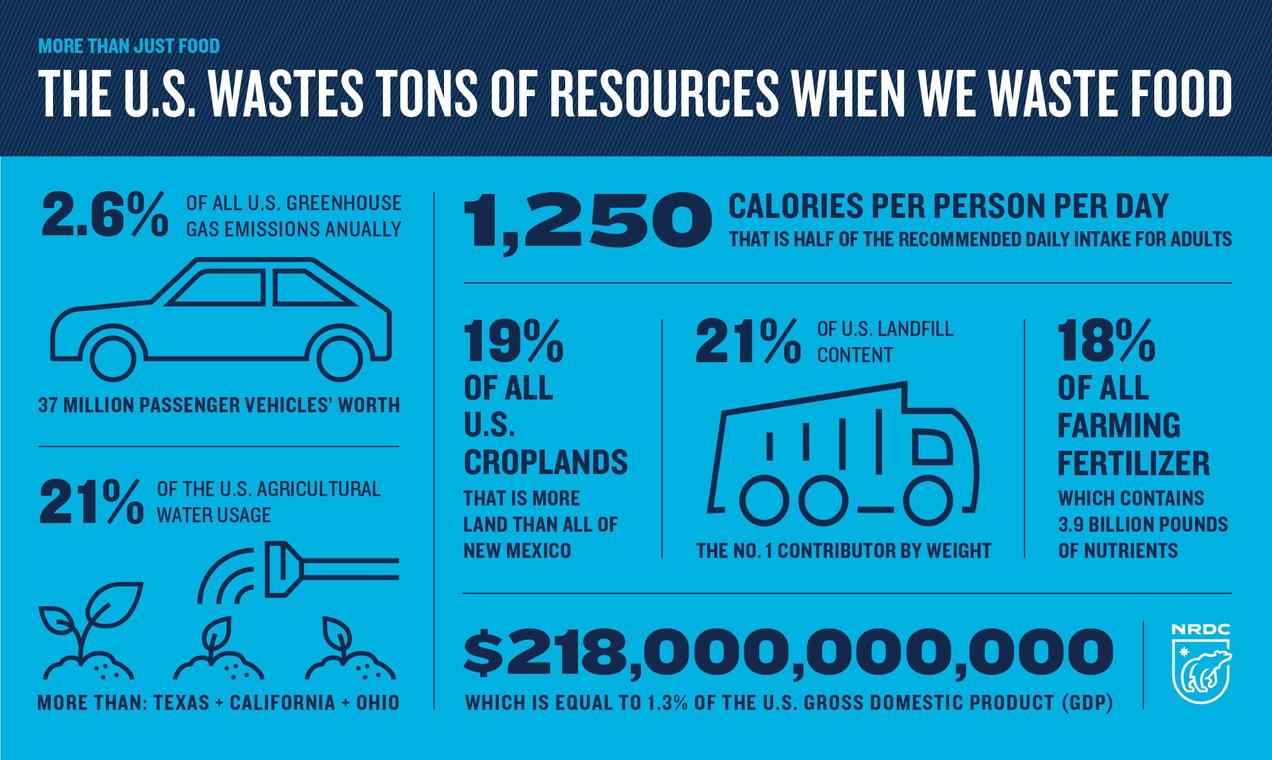 MORE THAN JUST FOOD
THE U.S. WASTES TONS OF RESOURCES WHEN WE WASTE FOOD
2.6%
OF ALL U.S. GREENHOUSE
GAS EMISSIONS ANUALLY
37 MILLION PASSENGER VEHICLES' WORTH
21%
OF THE U.S. AGRICULTURAL
WATER USAGE
MORE THAN: TEXAS + CALIFORNIA + OHIO
1,250
CALORIES PER PERSON PER DAY
THAT IS HALF OF THE RECOMMENDED DAILY INTAKE FOR ADULTS
19%
OF ALL
U.S.
CROPLANDS
THAT IS MORE
LAND THAN ALL OF
NEW MEXICO
21%
OF U.S. LANDFILL
CONTENT
THE NO. 1 CONTRIBUTOR BY WEIGHT
18%
OF ALL
FARMING
FERTILIZER
WHICH CONTAINS
3.9 BILLION POUNDS
OF NUTRIENTS
$218,000,000,000
WHICH IS EQUAL TO 1.3% OF THE U.S. GROSS DOMESTIC PRODUCT (GDP)
NRDC